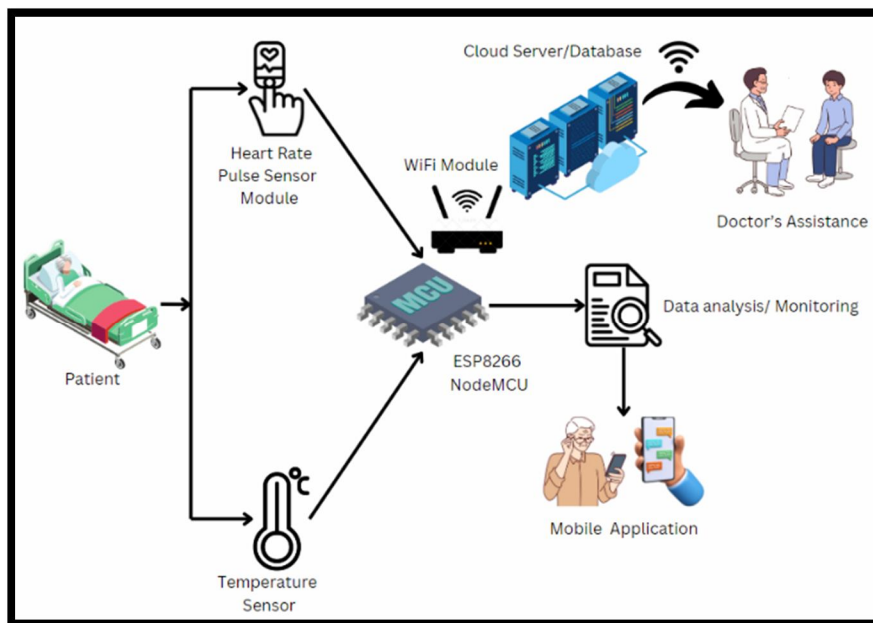 Cloud Server/Database
Heart Rate
Pulse Sensor
Module
WiFi Module
Doctor's Assistance
MCU
Data analysis/ Monitoring
ESP8266
NodeMCU
Patient
°C
Mobile Application
Temperature
Sensor